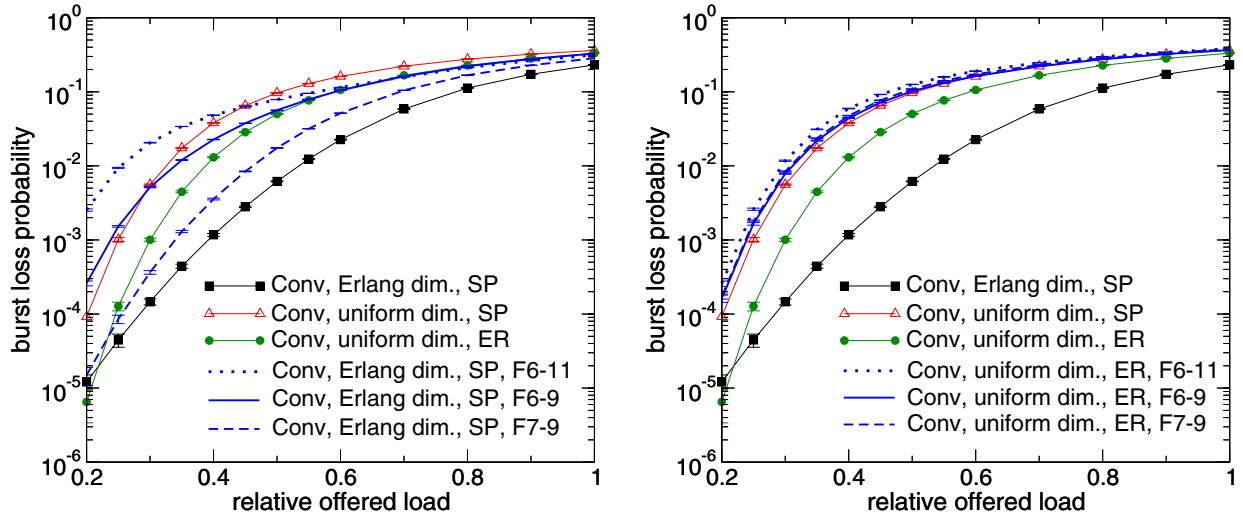 10^0
10^-1
10^-2
10^-3
10^-4
10^-5
10^-6
burst loss probability
Conv, Erlang dim., SP
Conv, uniform dim., SP
Conv, uniform dim., ER
Conv, Erlang dim., SP, F6-11
Conv, Erlang dim., SP, F6-9
Conv, Erlang dim., SP, F7-9
0.2 0.4 0.6 0.8 1
relative offered load
10^0
10^-1
10^-2
10^-3
10^-4
10^-5
10^-6
burst loss probability
Conv, Erlang dim., SP
Conv, uniform dim., SP
Conv, uniform dim., ER
Conv, uniform dim., ER, F6-11
Conv, uniform dim., ER, F6-9
Conv, uniform dim., ER, F7-9
0.2 0.4 0.6 0.8 1
relative offered load